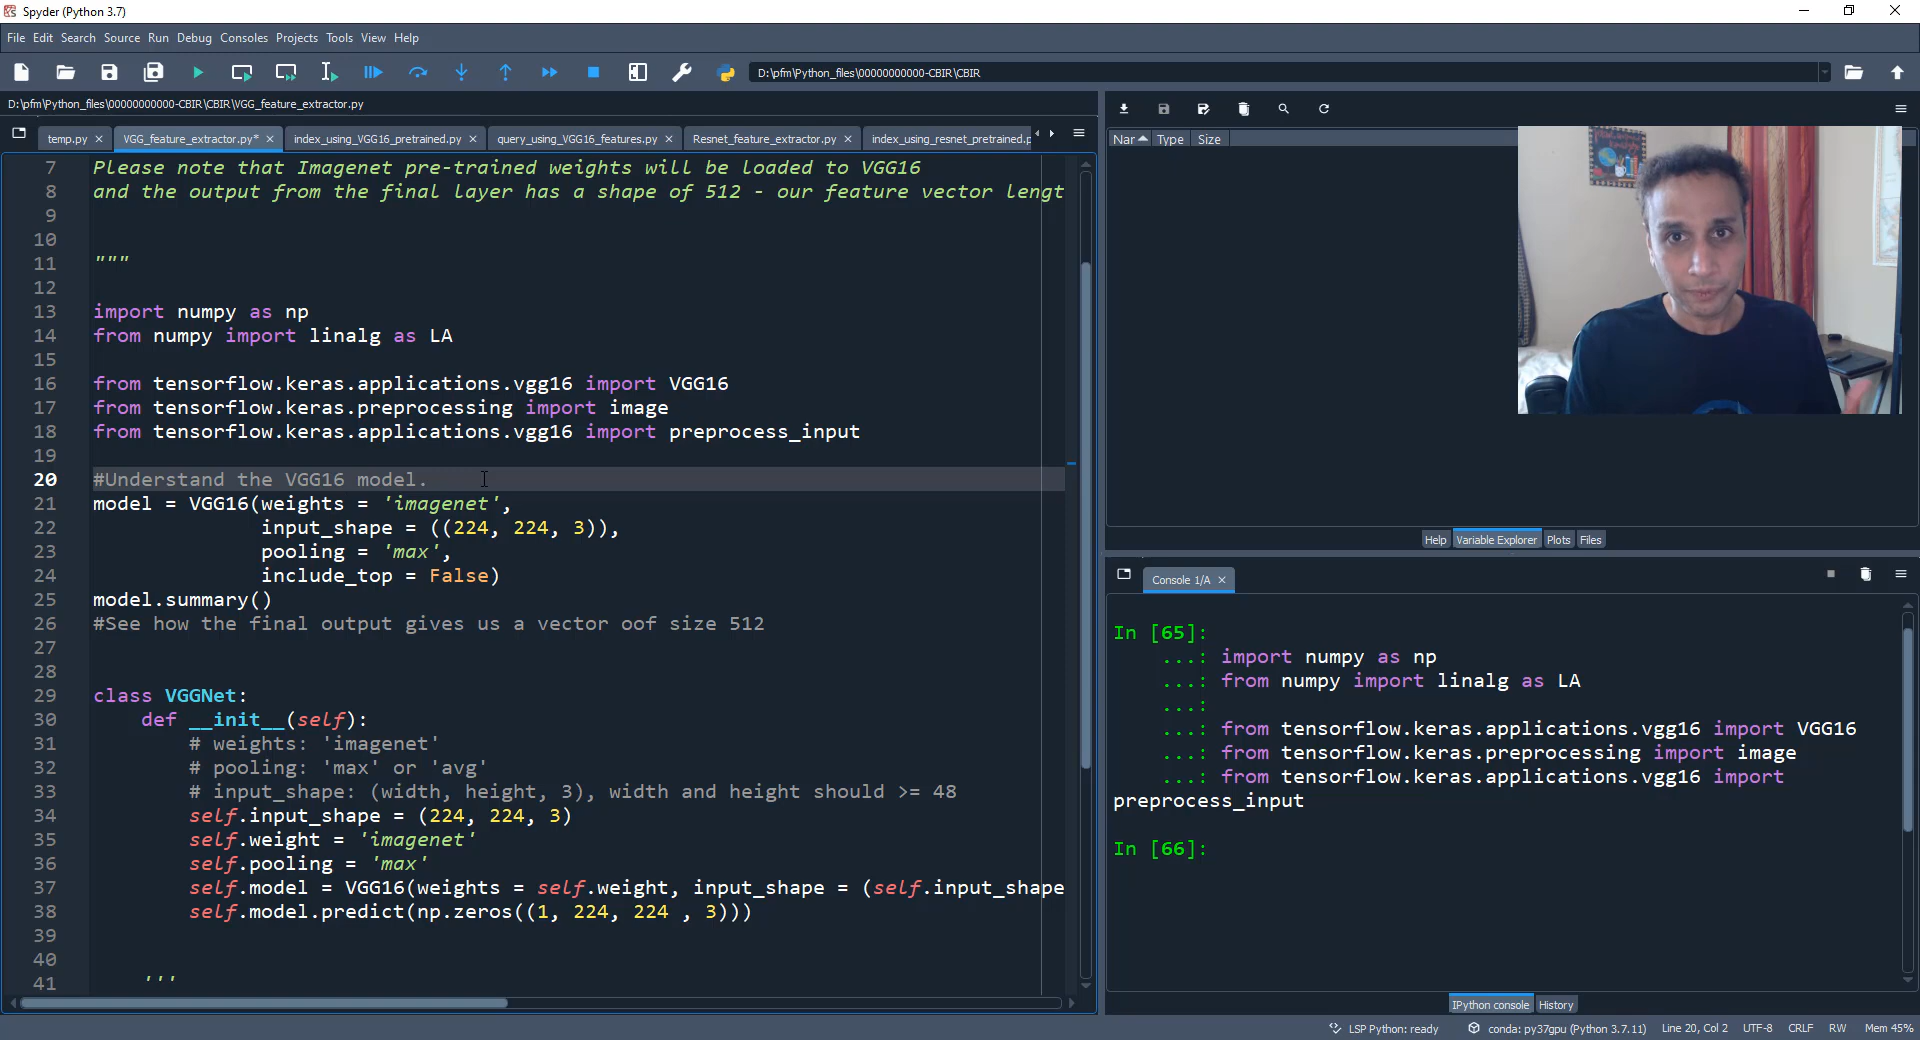 Spyder (Python 3.7)
File Edit Search Source Run Debug Consoles Projects Tools View Help
D:\pfm\Python_files\00000000000-CBIR\CBIR
D:\pfm\Python_files\00000000000-CBIR\CBIR\VGG_feature_extractor.py
temp.py VGG_feature_extractor.py* index_using_VGG16_pretrained.py query_using_VGG16_features.py Resnet_feature_extractor.py index_using_resnet_pretrained.p
7 Please note that Imagenet pre-trained weights will be loaded to VGG16
8 and the output from the final layer has a shape of 512 - our feature vector lengt
9
10
11 """
12
13 import numpy as np
14 from numpy import linalg as LA
15
16 from tensorflow.keras.applications.vgg16 import VGG16
17 from tensorflow.keras.preprocessing import image
18 from tensorflow.keras.applications.vgg16 import preprocess_input
19
20 #Understand the VGG16 model.
21 model = VGG16(weights = 'imagenet',
22 input_shape = ((224, 224, 3)),
23 pooling = 'max',
24 include_top = False)
25 model.summary()
26 #See how the final output gives us a vector oof size 512
27
28
29 class VGGNet:
30 def __init__(self):
31 # weights: 'imagenet'
32 # pooling: 'max' or 'avg'
33 # input_shape: (width, height, 3), width and height should >= 48
34 self.input_shape = (224, 224, 3)
35 self.weight = 'imagenet'
36 self.pooling = 'max'
37 self.model = VGG16(weights = self.weight, input_shape = (self.input_shape
38 self.model.predict(np.zeros((1, 224, 224 , 3)))
39
40
41 '''
Nar Type Size
Help Variable Explorer Plots Files
Console 1/A
In [65]:
...: import numpy as np
...: from numpy import linalg as LA
...:
...: from tensorflow.keras.applications.vgg16 import VGG16
...: from tensorflow.keras.preprocessing import image
...: from tensorflow.keras.applications.vgg16 import
preprocess_input
In [66]:
IPython console History
LSP Python: ready conda: py37gpu (Python 3.7.11) Line 20, Col 2 UTF-8 CRLF RW Mem 45%